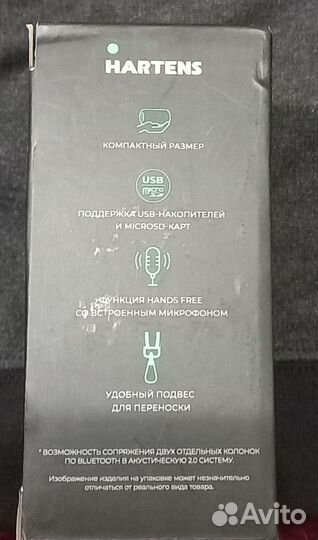 HARTENS
КОМПАКТНЫЙ РАЗМЕР
USB
micro
SD
ПОДДЕРЖКА USB-НАКОПИТЕЛЕЙ
И MICROSD-КАРТ
ФУНКЦИЯ HANDS FREE
СО ВСТРОЕННЫМ МИКРОФОНОМ
УДОБНЫЙ ПОДВЕС
ДЛЯ ПЕРЕНОСКИ
* ВОЗМОЖНОСТЬ СОПРЯЖЕНИЯ ДВУХ ОТДЕЛЬНЫХ КОЛОНОК
ПО BLUETOOTH В АКУСТИЧЕСКУЮ 2.0 СИСТЕМУ.
Изображение изделия на упаковке может незначительно
отличаться от реального вида товара.
Avito